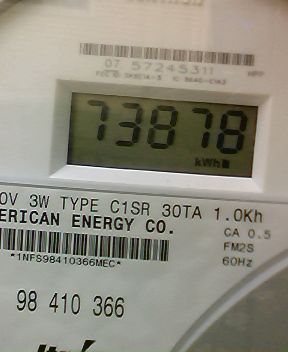 07 57245311
73878
kWh
0V 3W TYPE C1SR 30TA 1.0Kh
ERICAN ENERGY CO.
CA 0.5
FM2S
60Hz
*1NFS98410366MEC*
98 410 366